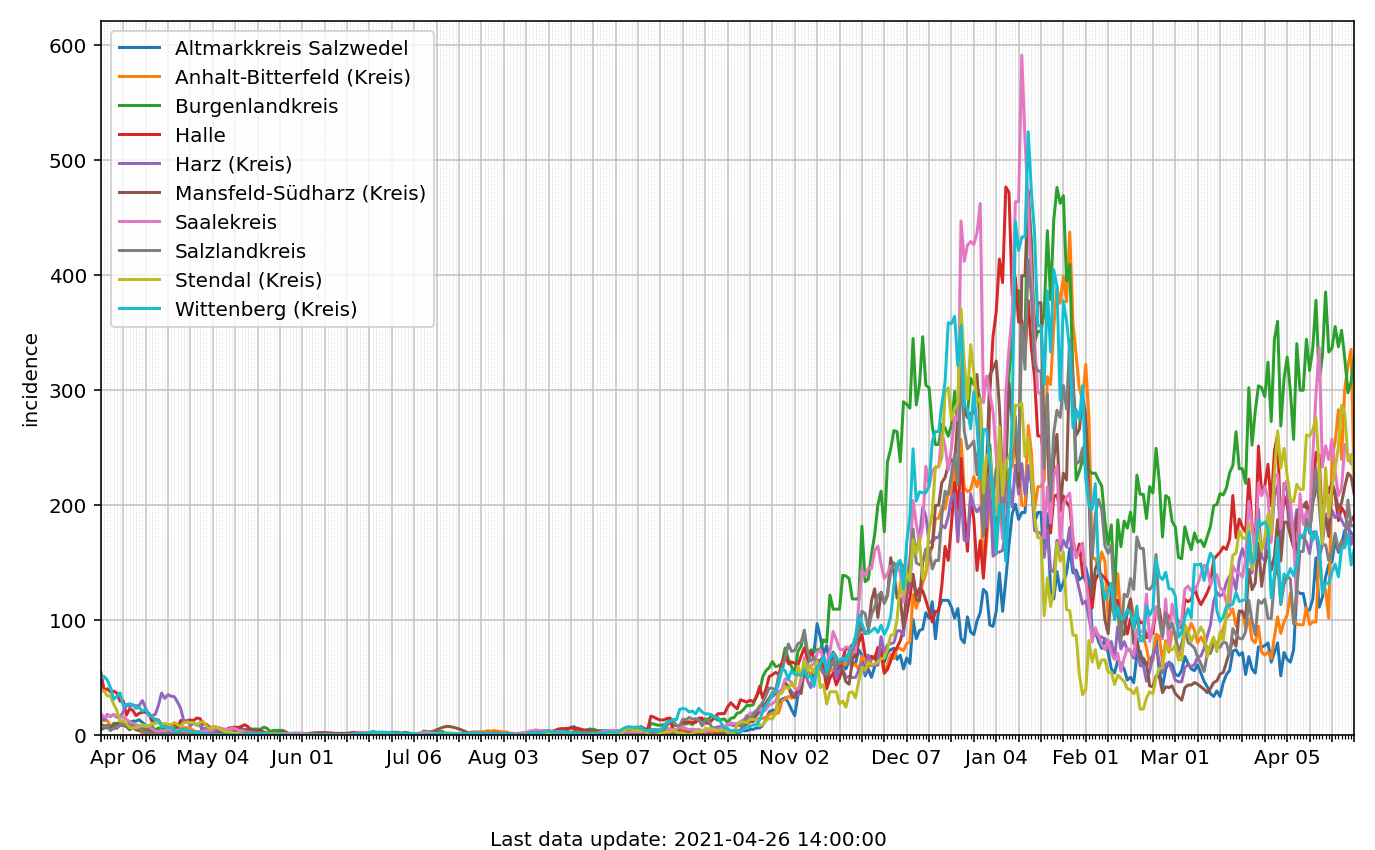 600
500
400
300
200
100
0
incidence
Altmarkkreis Salzwedel
Anhalt-Bitterfeld (Kreis)
Burgenlandkreis
Halle
Harz (Kreis)
Mansfeld-Südharz (Kreis)
Saalekreis
Salzlandkreis
Stendal (Kreis)
Wittenberg (Kreis)
Apr 06 May 04 Jun 01 Jul 06 Aug 03 Sep 07 Oct 05 Nov 02 Dec 07 Jan 04 Feb 01 Mar 01 Apr 05
Last data update: 2021-04-26 14:00:00